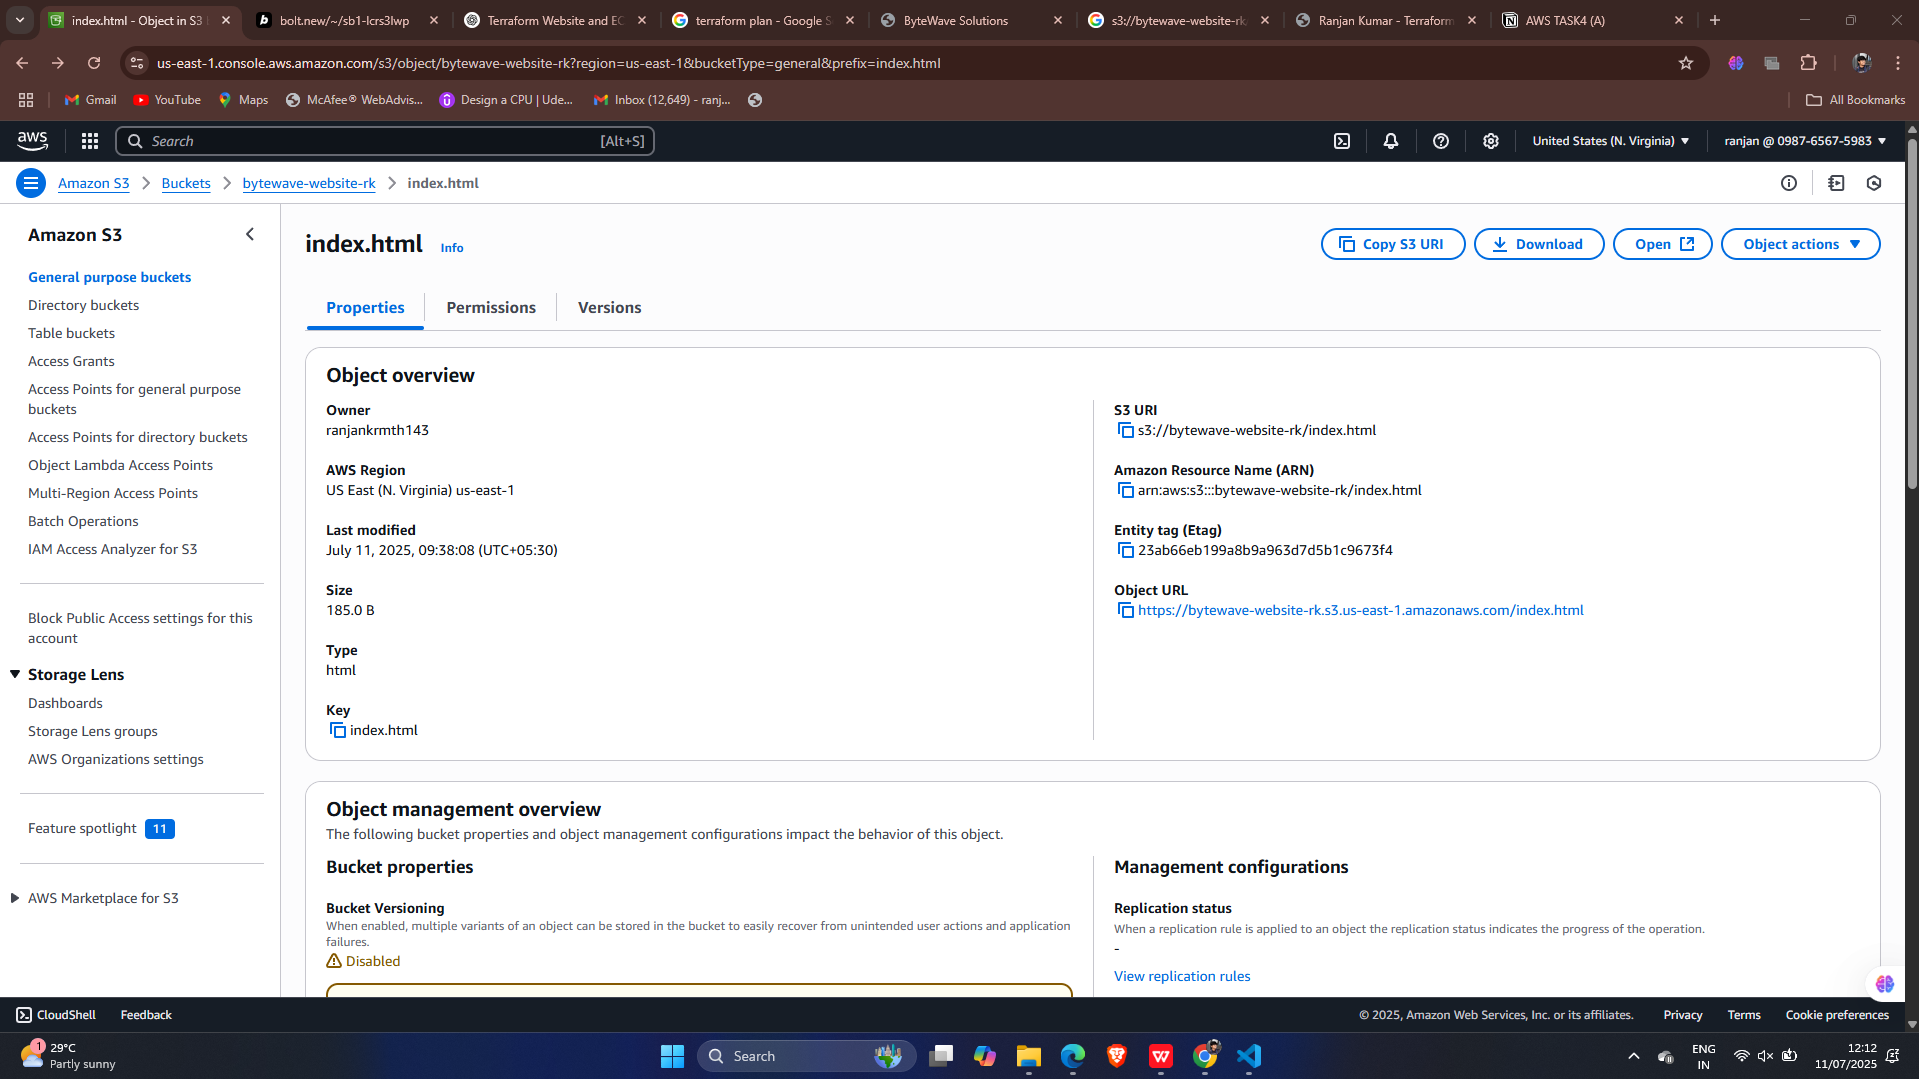 index.html - Object in S3
bolt.new/~/sb1-lcrs3lwp
Terraform Website and EC
terraform plan - Google S
ByteWave Solutions
s3://bytewave-website-rk/
Ranjan Kumar - Terraform
AWS TASK4 (A)
us-east-1.console.aws.amazon.com/s3/object/bytewave-website-rk?region=us-east-1&bucketType=general&prefix=index.html
Gmail
YouTube
Maps
McAfee® WebAdvis...
Design a CPU | Ude...
Inbox (12,649) - ranj...
All Bookmarks
aws
Search
[Alt+S]
United States (N. Virginia)
ranjan @ 0987-6567-5983
Amazon S3
Buckets
bytewave-website-rk
index.html
Amazon S3
General purpose buckets
Directory buckets
Table buckets
Access Grants
Access Points for general purpose
buckets
Access Points for directory buckets
Object Lambda Access Points
Multi-Region Access Points
Batch Operations
IAM Access Analyzer for S3
Block Public Access settings for this
account
Storage Lens
Dashboards
Storage Lens groups
AWS Organizations settings
Feature spotlight 11
AWS Marketplace for S3
index.html Info
Copy S3 URI
Download
Open
Object actions
Properties
Permissions
Versions
Object overview
Owner
ranjankrmth143
AWS Region
US East (N. Virginia) us-east-1
Last modified
July 11, 2025, 09:38:08 (UTC+05:30)
Size
185.0 B
Type
html
Key
index.html
S3 URI
s3://bytewave-website-rk/index.html
Amazon Resource Name (ARN)
arn:aws:s3:::bytewave-website-rk/index.html
Entity tag (Etag)
23ab66eb199a8b9a963d7d5b1c9673f4
Object URL
https://bytewave-website-rk.s3.us-east-1.amazonaws.com/index.html
Object management overview
The following bucket properties and object management configurations impact the behavior of this object.
Bucket properties
Bucket Versioning
When enabled, multiple variants of an object can be stored in the bucket to easily recover from unintended user actions and application
failures.
Disabled
Management configurations
Replication status
When a replication rule is applied to an object the replication status indicates the progress of the operation.
-
View replication rules
CloudShell
Feedback
© 2025, Amazon Web Services, Inc. or its affiliates.
Privacy
Terms
Cookie preferences
1
29°C
Partly sunny
Search
ENG
IN
12:12
11/07/2025